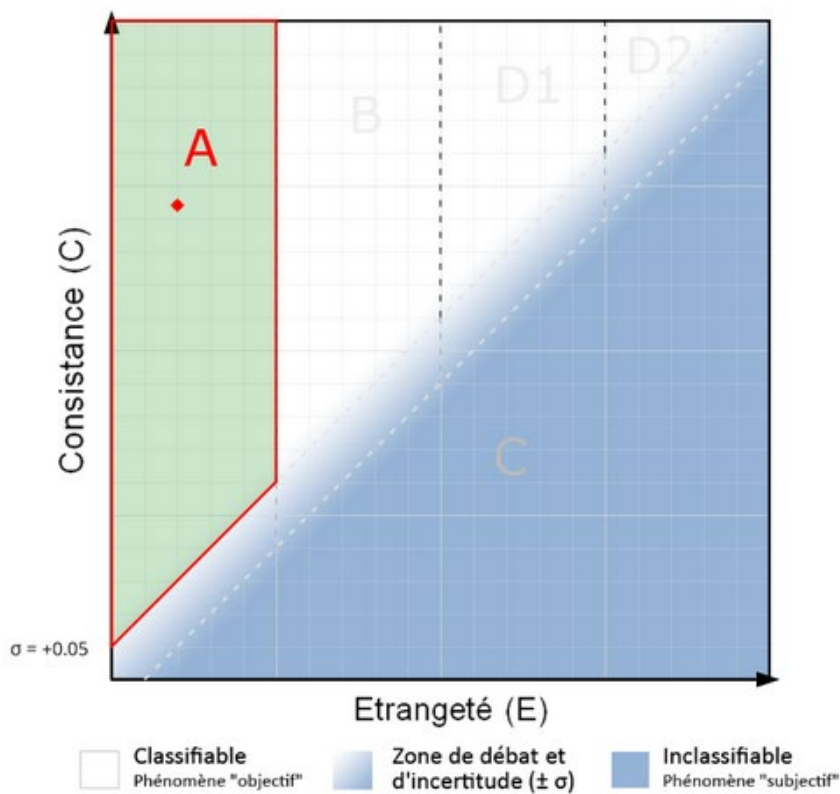 D2
D1
B
A
Consistance (C)
C
σ = +0.05
Etrangeté (E)
Classifiable
Phénomène "objectif"
Zone de débat et
d'incertitude (± σ)
Inclassifiable
Phénomène "subjectif"